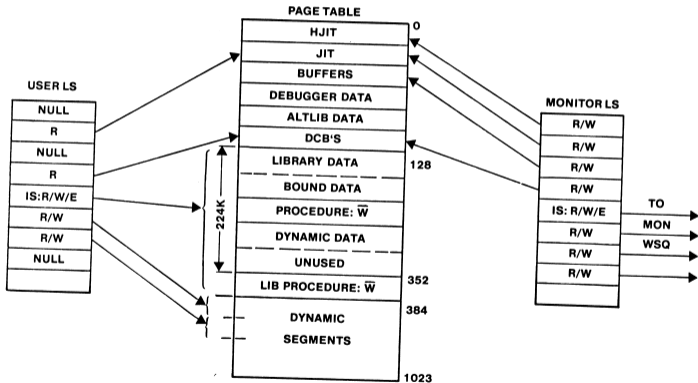 PAGE TABLE
0
HJIT
JIT
BUFFERS
DEBUGGER DATA
ALTLIB DATA
DCB'S
128
LIBRARY DATA
BOUND DATA
PROCEDURE: W̅
DYNAMIC DATA
UNUSED
352
LIB PROCEDURE: W̅
384
DYNAMIC
SEGMENTS
1023
224K
USER LS
NULL
R
NULL
R
IS:R/W/E
R/W
R/W
NULL
MONITOR LS
R/W
R/W
R/W
R/W
IS: R/W/E
R/W
R/W
R/W
TO
MON
WSQ